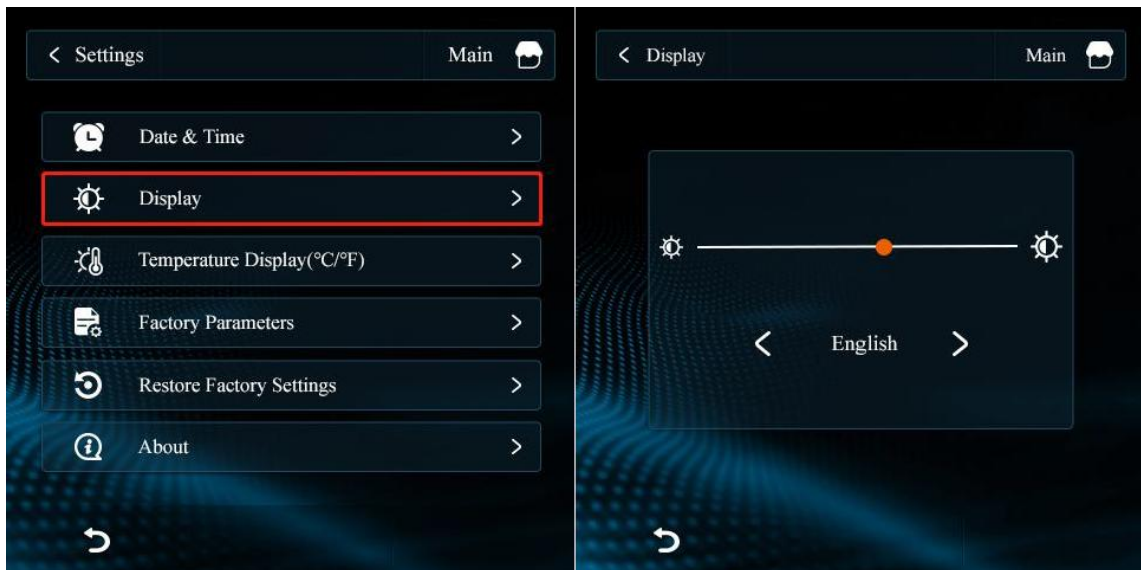 Settings
Main
Date & Time
Display
Temperature Display(°C/°F)
Factory Parameters
Restore Factory Settings
About
Display
Main
English